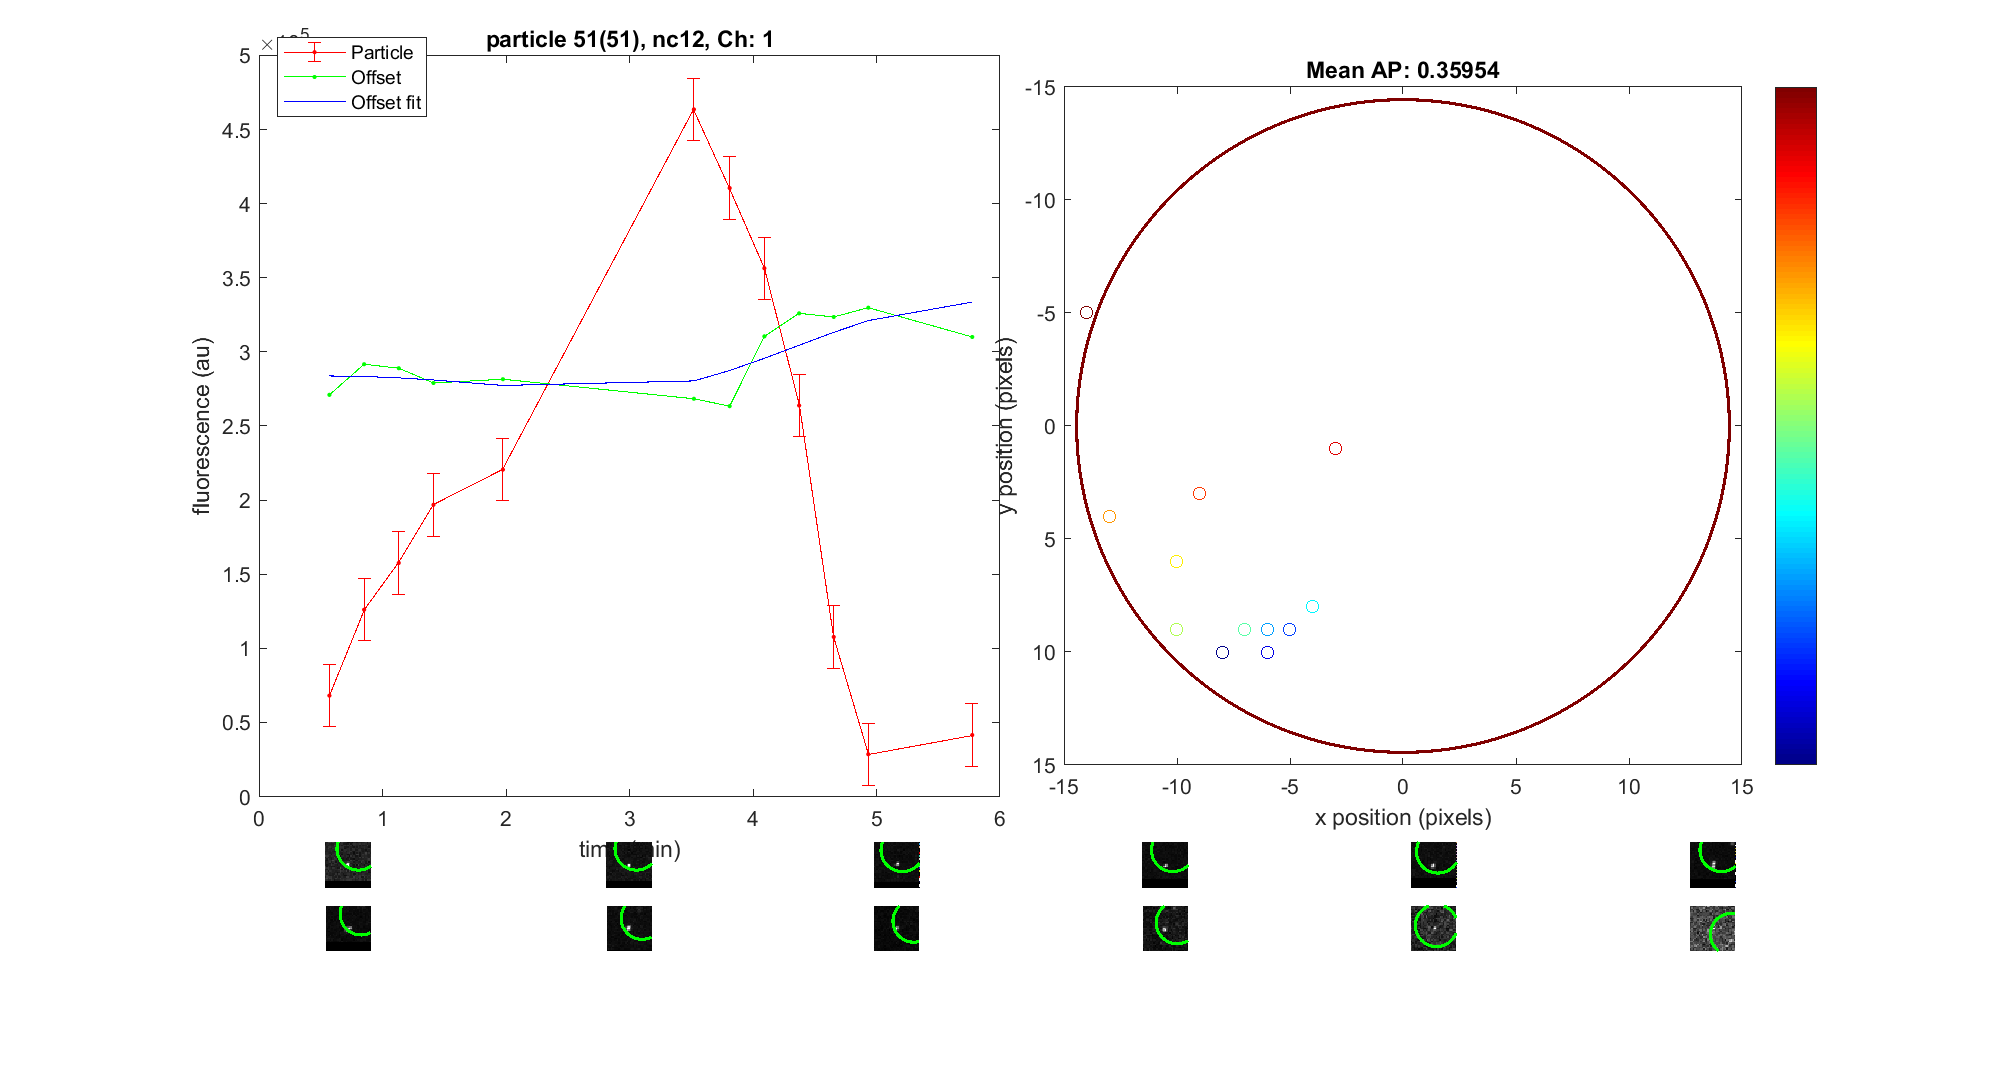 particle 51(51), nc12, Ch: 1
5
Particle
Offset
Offset fit
4.5
4
3.5
3
2.5
2
1.5
1
0.5
0
fluorescence (au)
0 1 2 3 4 5 6
Mean AP: 0.35954
-15
-10
-5
0
5
10
15
y position (pixels)
-15 -10 -5 0 5 10 15
x position (pixels)